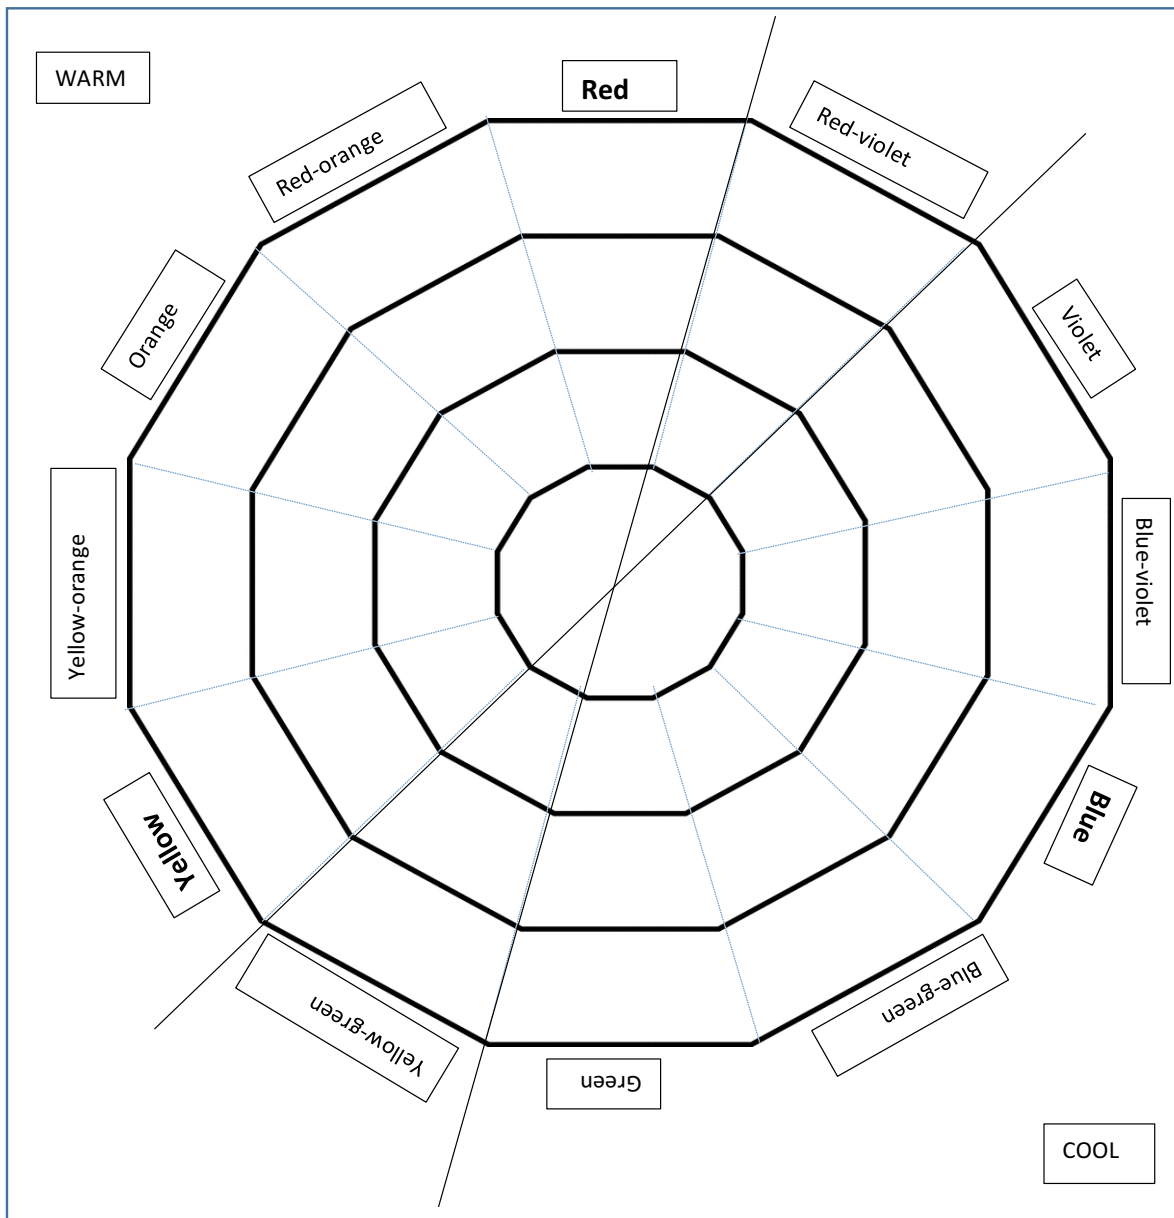 WARM
Red
Red-violet
Violet
Blue-violet
Blue
Blue-green
Green
Yellow-green
Yellow
Yellow-orange
Orange
Red-orange
COOL